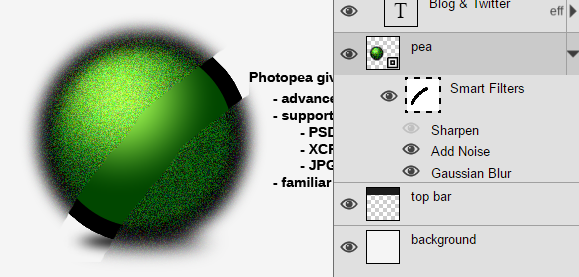 Photopea giv
- advance
- support
- PSD
- XCF
- JPG
- familiar
T
Blog & Twitter
eff
pea
Smart Filters
Sharpen
Add Noise
Gaussian Blur
top bar
background